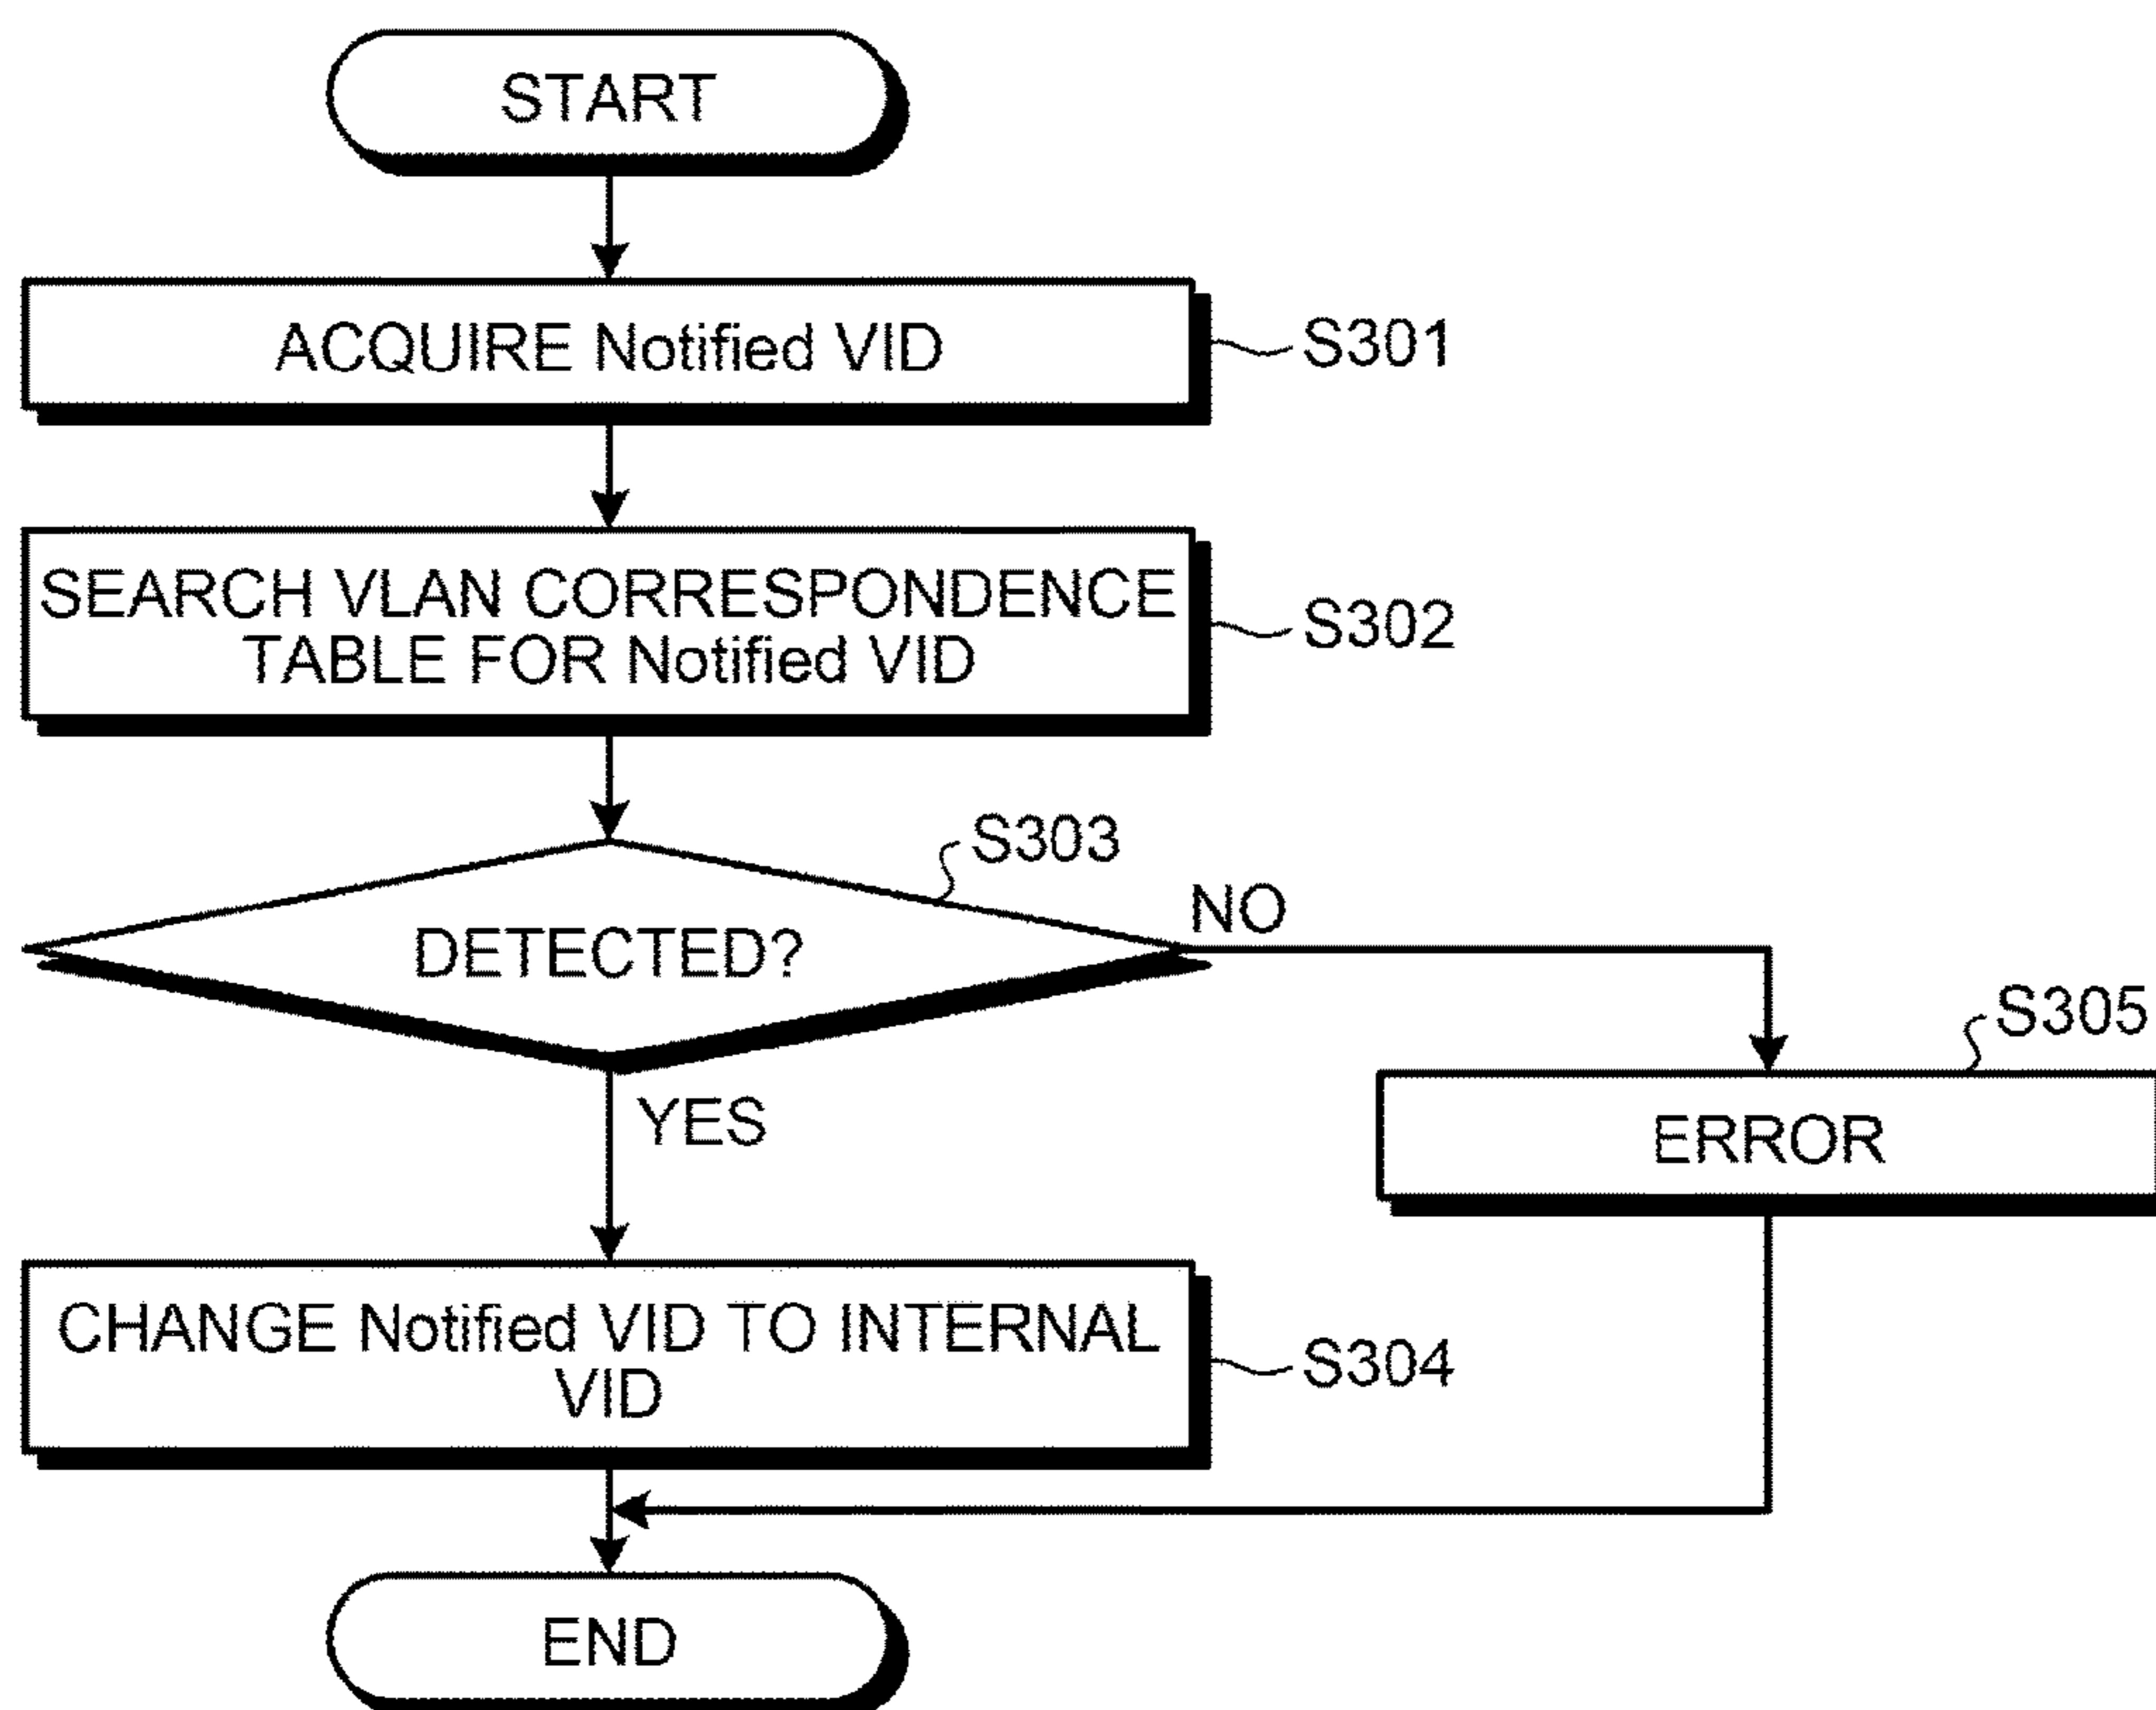 START
ACQUIRE Notified VID
S301
SEARCH VLAN CORRESPONDENCE
TABLE FOR Notified VID
S302
S303
DETECTED?
NO
YES
S305
ERROR
CHANGE Notified VID TO INTERNAL
VID
S304
END